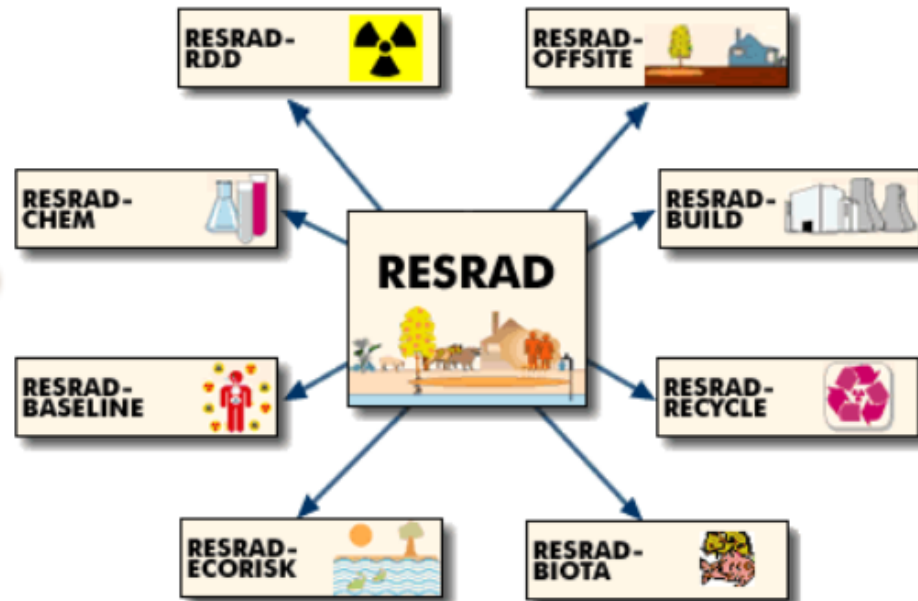 RESRAD-
RDD
RESRAD-
OFFSITE
RESRAD-
CHEM
RESRAD-
BUILD
RESRAD
RESRAD-
BASELINE
RESRAD-
RECYCLE
RESRAD-
ECORISK
RESRAD-
BIOTA